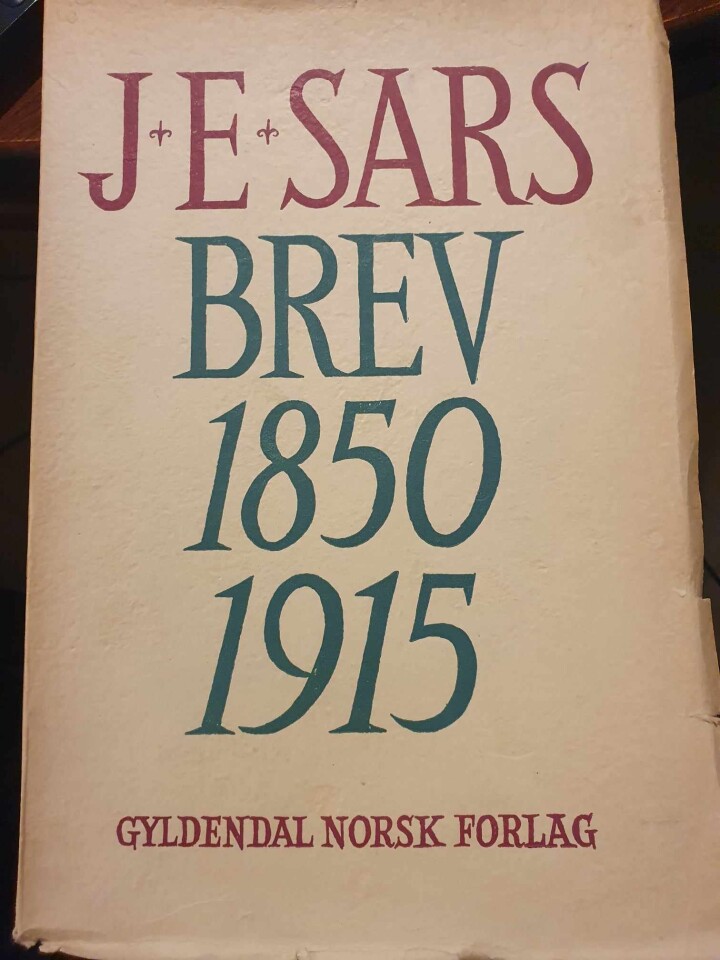 J·E·SARS
BREV
1850
1915
GYLDENDAL NORSK FORLAG